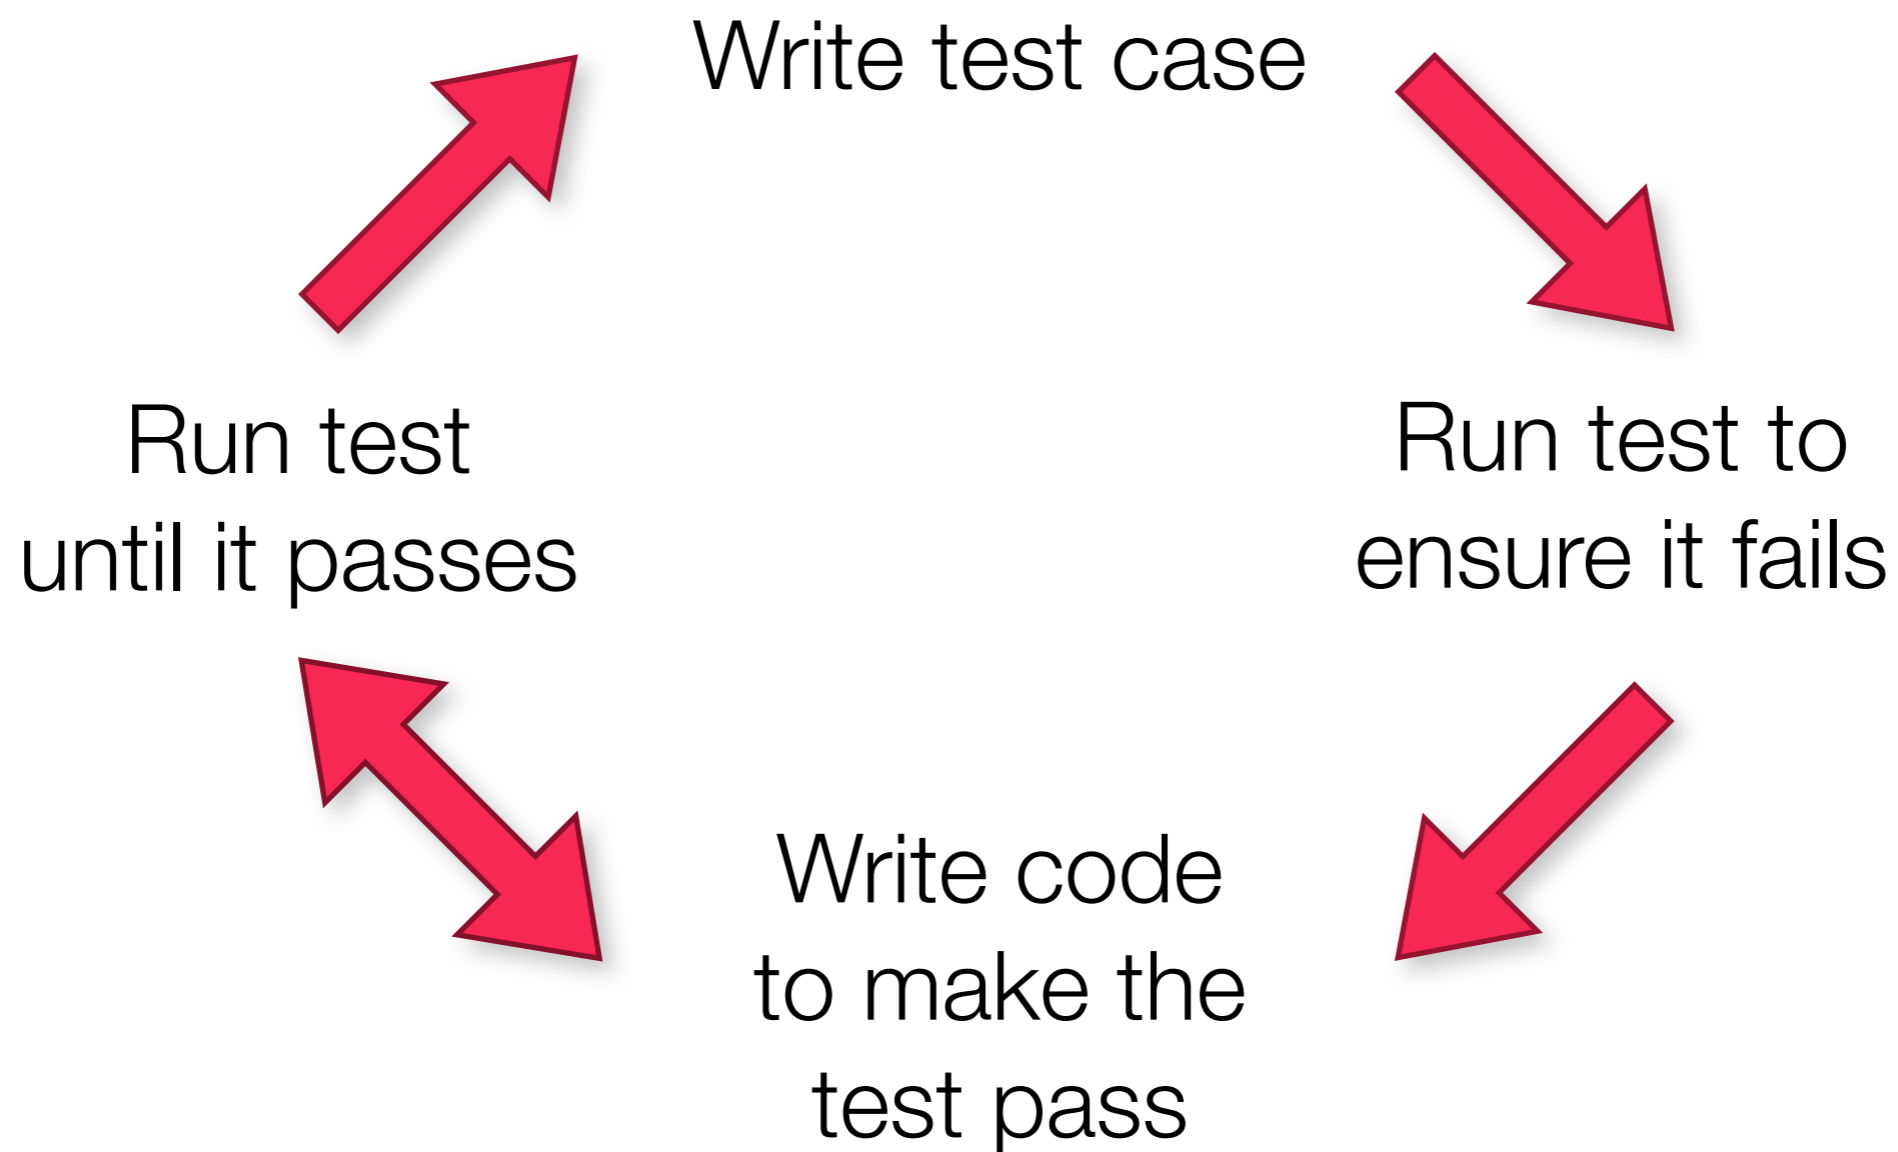 Write test case
Run test
until it passes
Run test to
ensure it fails
Write code
to make the
test pass